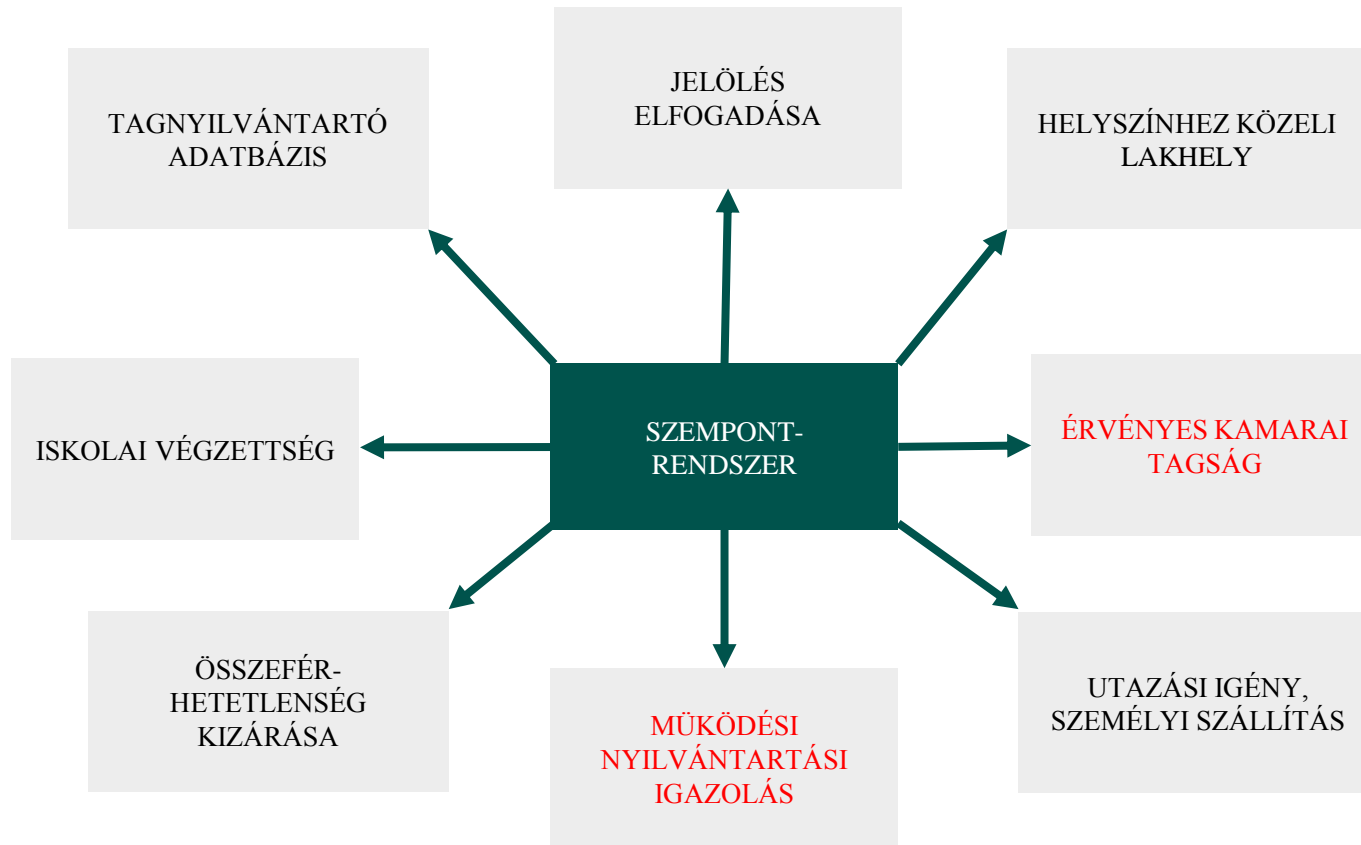 JELÖLÉS
ELFOGADÁSA
TAGNYILVÁNTARTÓ
ADATBÁZIS
HELYSZÍNHEZ KÖZELI
LAKHELY
ISKOLAI VÉGZETTSÉG
SZEMPONT-
RENDSZER
ÉRVÉNYES KAMARAI
TAGSÁG
ÖSSZEFÉR-
HETETLENSÉG
KIZÁRÁSA
MÜKÖDÉSI
NYILVÁNTARTÁSI
IGAZOLÁS
UTAZÁSI IGÉNY,
SZEMÉLYI SZÁLLÍTÁS